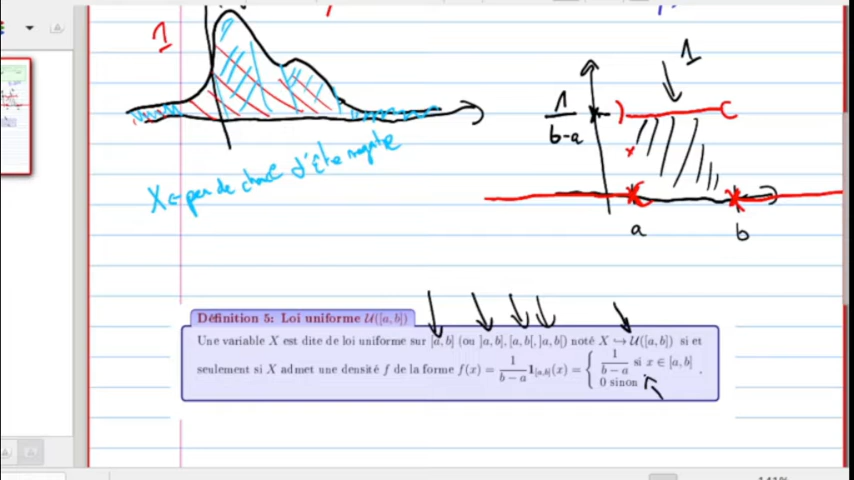 1
1
1
b-a
a
b
X a peu de chance d'être négative
Définition 5: Loi uniforme 𝒰([a, b])
Une variable X est dite de loi uniforme sur [a, b] (ou ]a, b], [a, b[, ]a, b[) noté X ↪ 𝒰([a, b]) si et
seulement si X admet une densité f de la forme f(x) = 1/(b−a) 1_{[a,b]}(x) = { 1/(b−a) si x ∈ [a, b]
0 sinon .